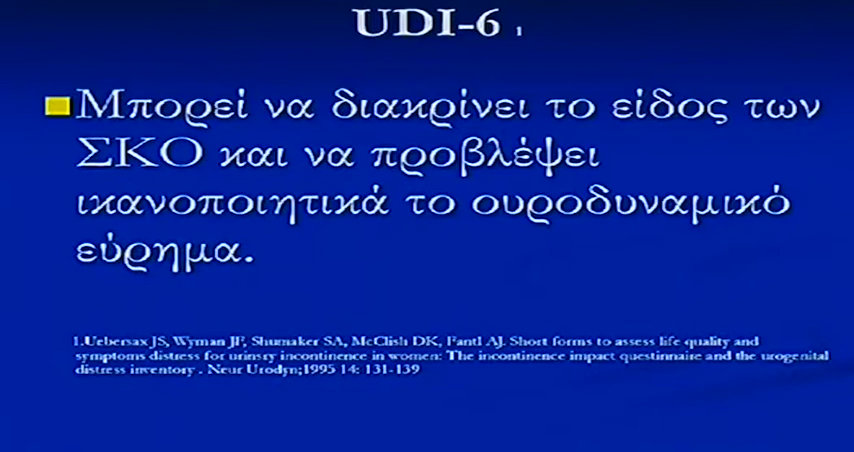 UDI-6 1
Μπορεί να διακρίνει το είδος των
ΣΚΟ και να προβλέψει
ικανοποιητικά το ουροδυναμικό
εύρημα.
1.Uebersax JS, Wyman JF, Shumaker SA, McClish DK, Fantl AJ. Short forms to assess life quality and
symptoms distress for urinsry incontinence in women: The incontinence impact questinnaire and the urogenital
distress inventory . Neur Urodyn;1995 14: 131-139